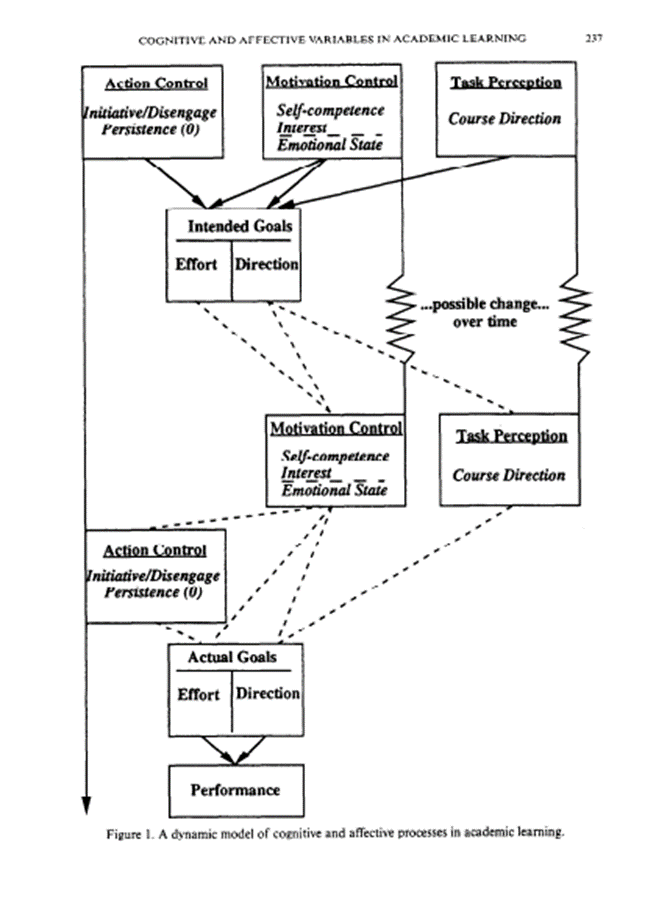 COGNITIVE AND AFFECTIVE VARIABLES IN ACADEMIC LEARNING 237
Action Control
Initiative/Disengage
Persistence (0)
Motivation Control
Self-competence
Interest
Emotional State
Task Perception
Course Direction
Intended Goals
Effort Direction
...possible change...
over time
Motivation Control
Self-competence
Interest
Emotional State
Task Perception
Course Direction
Action Control
Initiative/Disengage
Persistence (0)
Actual Goals
Effort Direction
Performance
Figure 1. A dynamic model of cognitive and affective processes in academic learning.